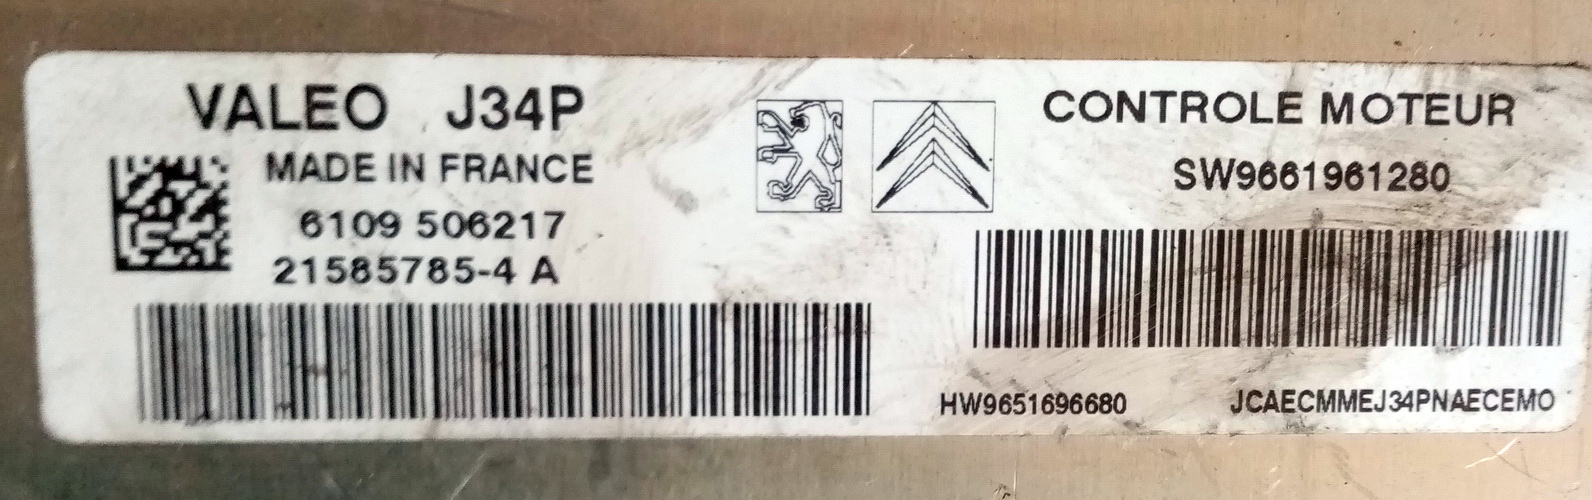 VALEO J34P
MADE IN FRANCE
6109 506217
21585785-4 A
CONTROLE MOTEUR
SW9661961280
HW9651696680
JCAECMMEJ34PNAECEMO